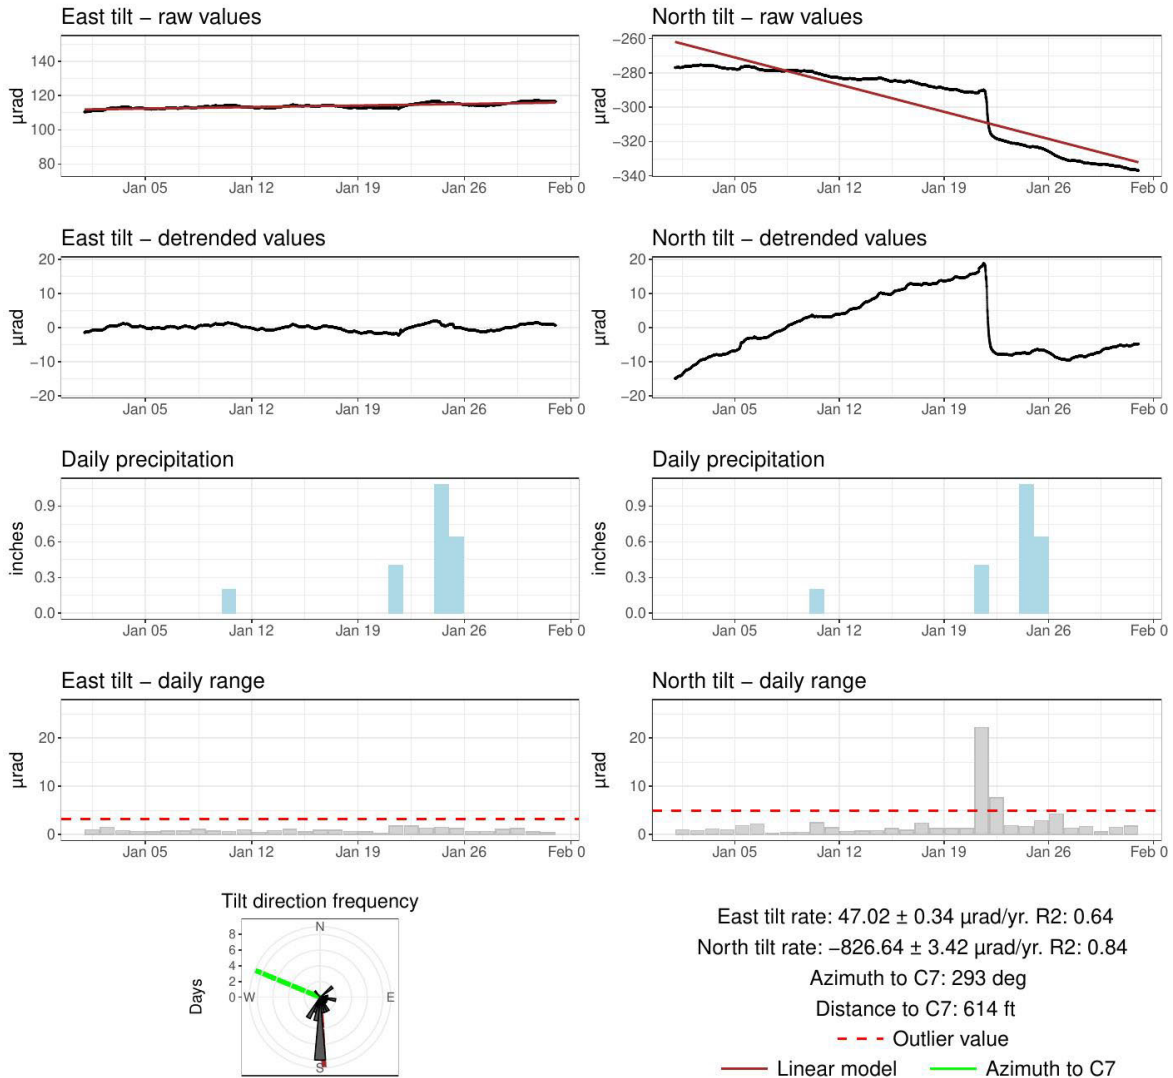 East tilt − raw values
North tilt − raw values
µrad
140
120
100
80
Jan 05
Jan 12
Jan 19
Jan 26
Feb 0
µrad
−260
−280
−300
−320
−340
Jan 05
Jan 12
Jan 19
Jan 26
Feb 0
East tilt − detrended values
North tilt − detrended values
µrad
20
10
0
−10
−20
Jan 05
Jan 12
Jan 19
Jan 26
Feb 0
µrad
20
10
0
−10
−20
Jan 05
Jan 12
Jan 19
Jan 26
Feb 0
Daily precipitation
Daily precipitation
inches
0.9
0.6
0.3
0.0
Jan 05
Jan 12
Jan 19
Jan 26
Feb 0
inches
0.9
0.6
0.3
0.0
Jan 05
Jan 12
Jan 19
Jan 26
Feb 0
East tilt − daily range
North tilt − daily range
µrad
20
10
0
Jan 05
Jan 12
Jan 19
Jan 26
Feb 0
µrad
20
10
0
Jan 05
Jan 12
Jan 19
Jan 26
Feb 0
Tilt direction frequency
Days
8
6
4
2
0
N
W
E
S
East tilt rate: 47.02 ± 0.34 µrad/yr. R2: 0.64
North tilt rate: −826.64 ± 3.42 µrad/yr. R2: 0.84
Azimuth to C7: 293 deg
Distance to C7: 614 ft
Outlier value
Linear model
Azimuth to C7